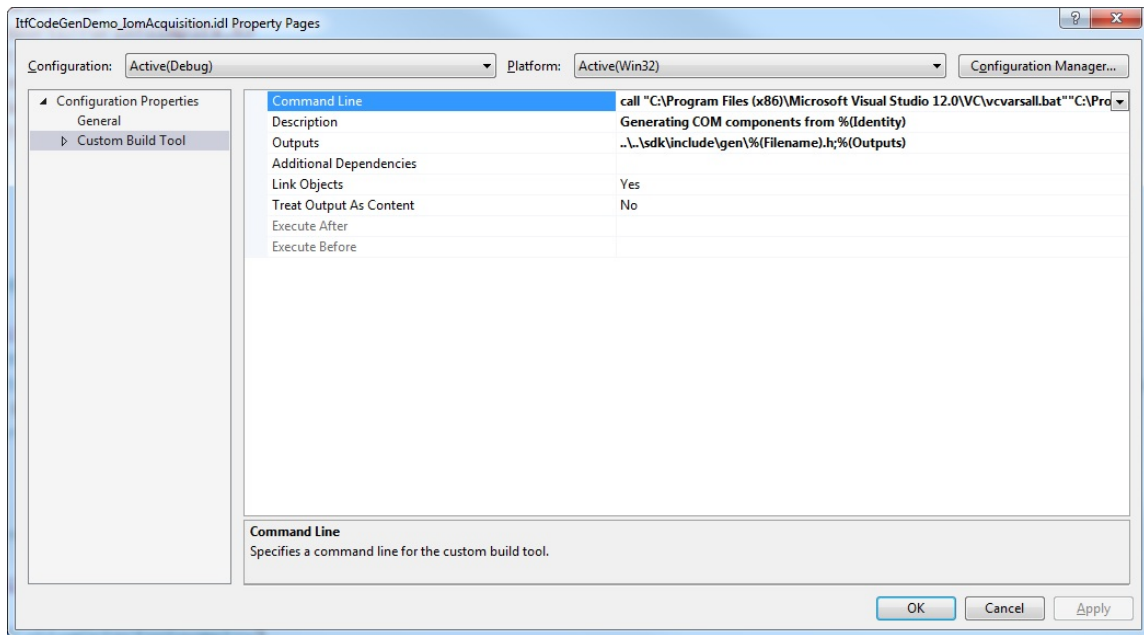 ItfCodeGenDemo_IomAcquisition.idl Property Pages
Configuration: Active(Debug) Platform: Active(Win32) Configuration Manager...
Configuration Properties
General
Custom Build Tool
Command Line call "C:\Program Files (x86)\Microsoft Visual Studio 12.0\VC\vcvarsall.bat""C:\Pro
Description Generating COM components from %(Identity)
Outputs ..\..\sdk\include\gen\%(Filename).h;%(Outputs)
Additional Dependencies
Link Objects Yes
Treat Output As Content No
Execute After
Execute Before
Command Line
Specifies a command line for the custom build tool.
OK Cancel Apply